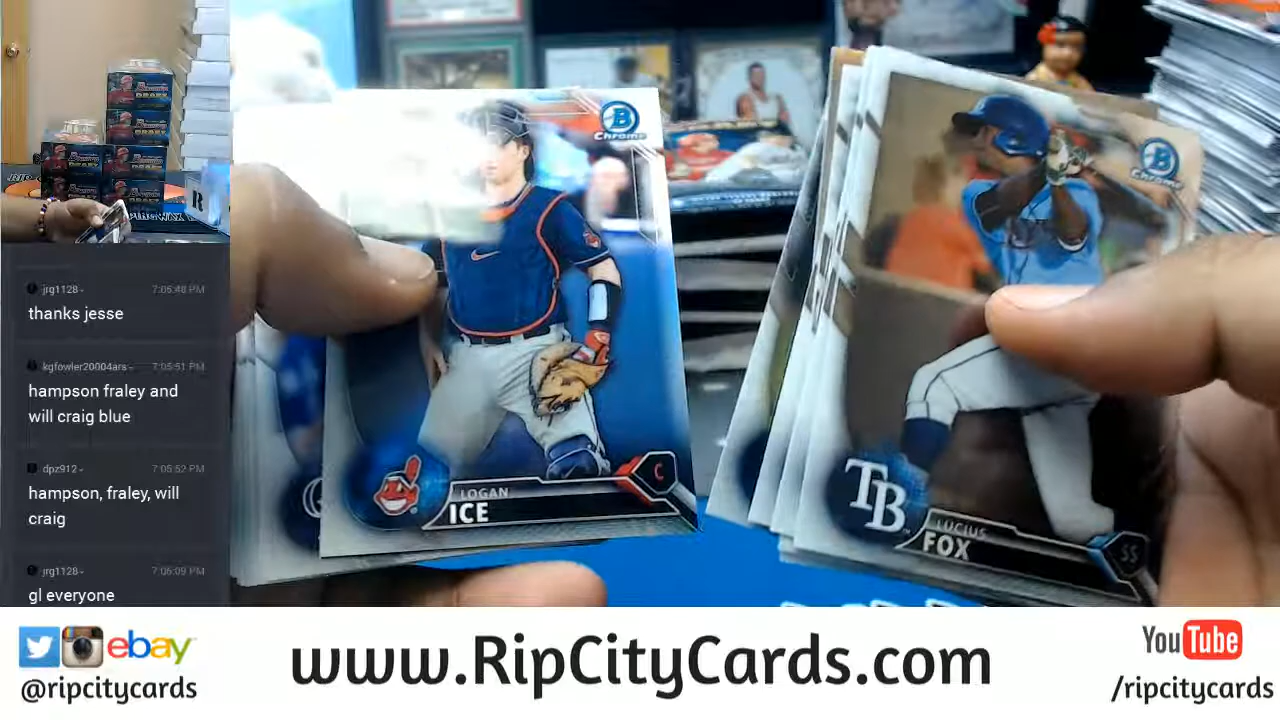 jrg1128
7:05:48 PM
thanks jesse
kgfowler20004ars
7:05:51 PM
hampson fraley and
will craig blue
dpz912
7:05:52 PM
hampson, fraley, will
craig
jrg1128
7:06:09 PM
gl everyone
B
Chrome
C
LOGAN
ICE
B
Chrome
TB
LUCIUS
FOX
SS
ebay
@ripcitycards
www.RipCityCards.com
YouTube
/ripcitycards